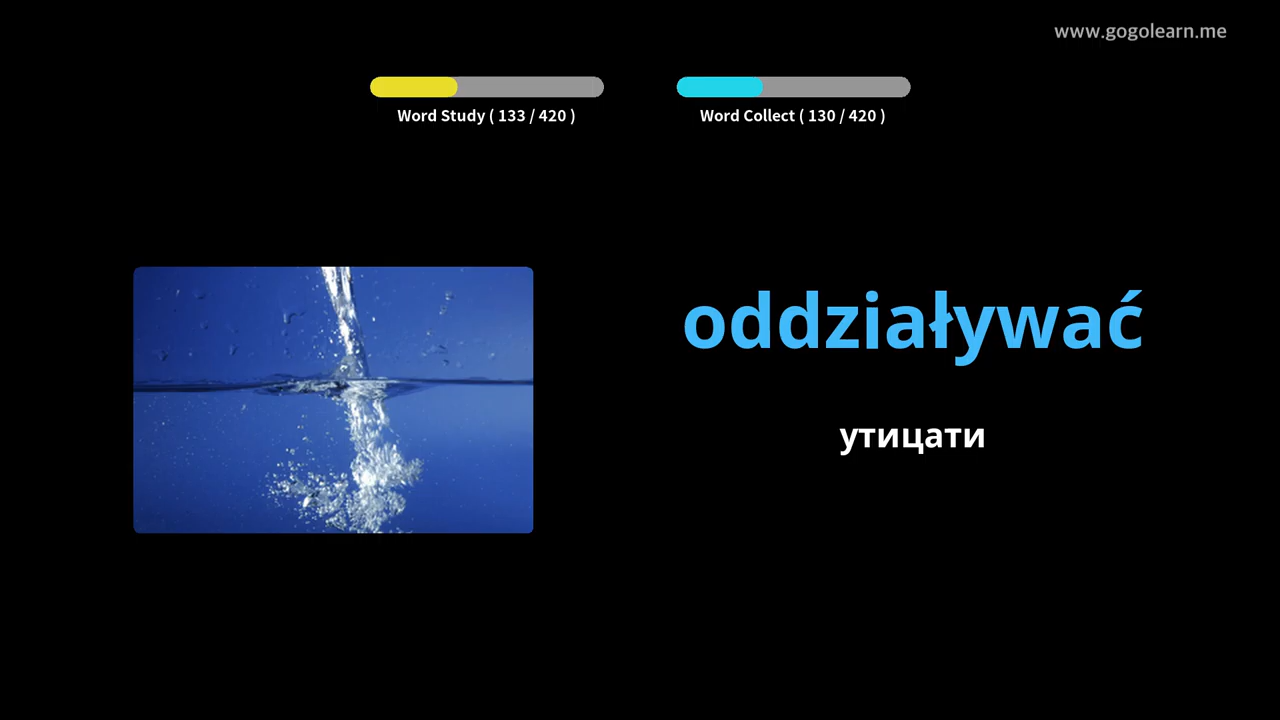 www.gogolearn.me
Word Study ( 133 / 420 )
Word Collect ( 130 / 420 )
oddziaływać
утицати